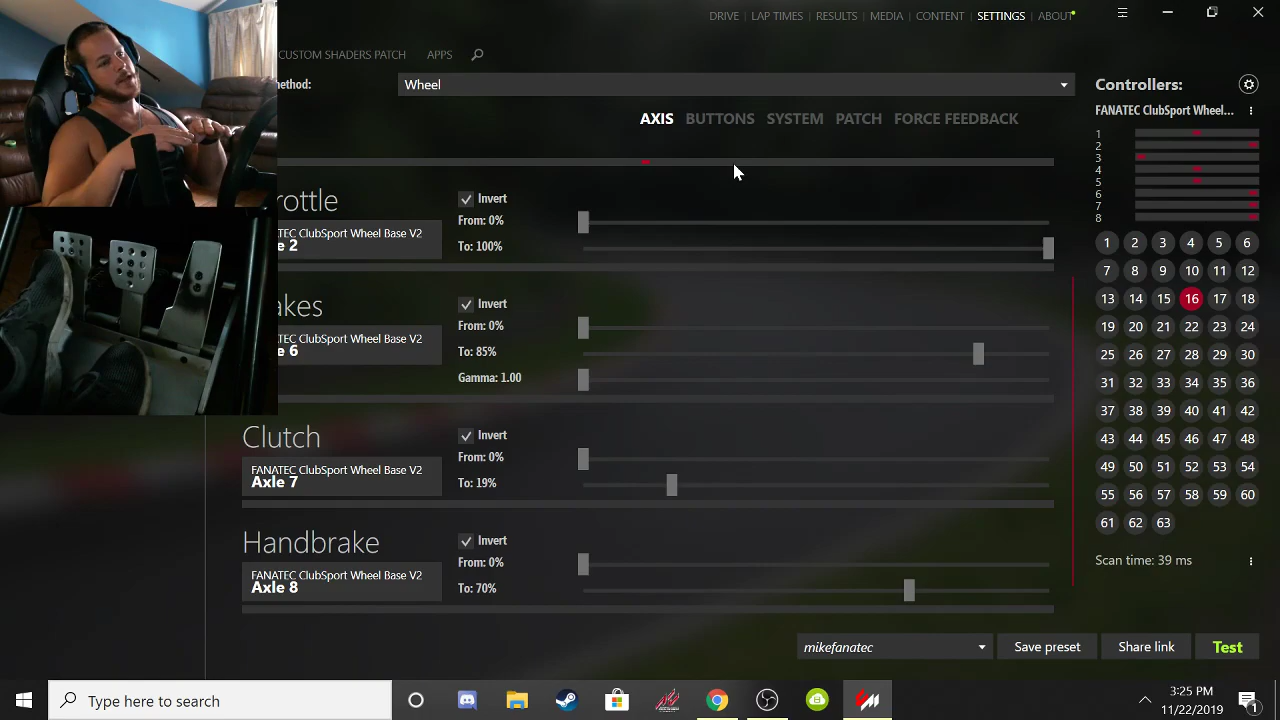 DRIVE | LAP TIMES | RESULTS | MEDIA | CONTENT | SETTINGS | ABOUT
CUSTOM SHADERS PATCH APPS
ethod: Wheel
AXIS BUTTONS SYSTEM PATCH FORCE FEEDBACK
rottle
Invert
From: 0%
TEC ClubSport Wheel Base V2
e 2
To: 100%
akes
Invert
From: 0%
TEC ClubSport Wheel Base V2
e 6
To: 85%
Gamma: 1.00
Clutch
Invert
From: 0%
FANATEC ClubSport Wheel Base V2
Axle 7
To: 19%
Handbrake
Invert
From: 0%
FANATEC ClubSport Wheel Base V2
Axle 8
To: 70%
Controllers:
FANATEC ClubSport Wheel...
1
2
3
4
5
6
7
8
1 2 3 4 5 6
7 8 9 10 11 12
13 14 15 16 17 18
19 20 21 22 23 24
25 26 27 28 29 30
31 32 33 34 35 36
37 38 39 40 41 42
43 44 45 46 47 48
49 50 51 52 53 54
55 56 57 58 59 60
61 62 63
Scan time: 39 ms
mikefanatec Save preset Share link Test
Type here to search
3:25 PM
11/22/2019
1